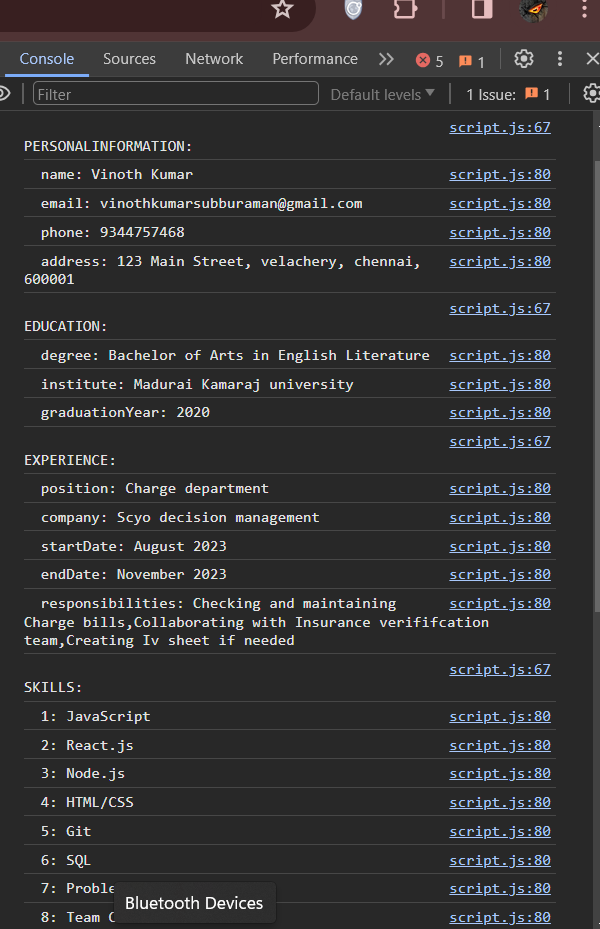 Console Sources Network Performance 5 1
Filter Default levels 1 Issue: 1
script.js:67
PERSONALINFORMATION:
name: Vinoth Kumar script.js:80
email: vinothkumarsubburaman@gmail.com script.js:80
phone: 9344757468 script.js:80
address: 123 Main Street, velachery, chennai, script.js:80
600001
script.js:67
EDUCATION:
degree: Bachelor of Arts in English Literature script.js:80
institute: Madurai Kamaraj university script.js:80
graduationYear: 2020 script.js:80
script.js:67
EXPERIENCE:
position: Charge department script.js:80
company: Scyo decision management script.js:80
startDate: August 2023 script.js:80
endDate: November 2023 script.js:80
responsibilities: Checking and maintaining script.js:80
Charge bills,Collaborating with Insurance verififcation
team,Creating Iv sheet if needed
script.js:67
SKILLS:
1: JavaScript script.js:80
2: React.js script.js:80
3: Node.js script.js:80
4: HTML/CSS script.js:80
5: Git script.js:80
6: SQL script.js:80
7: script.js:80
Bluetooth Devices
8: Team script.js:80